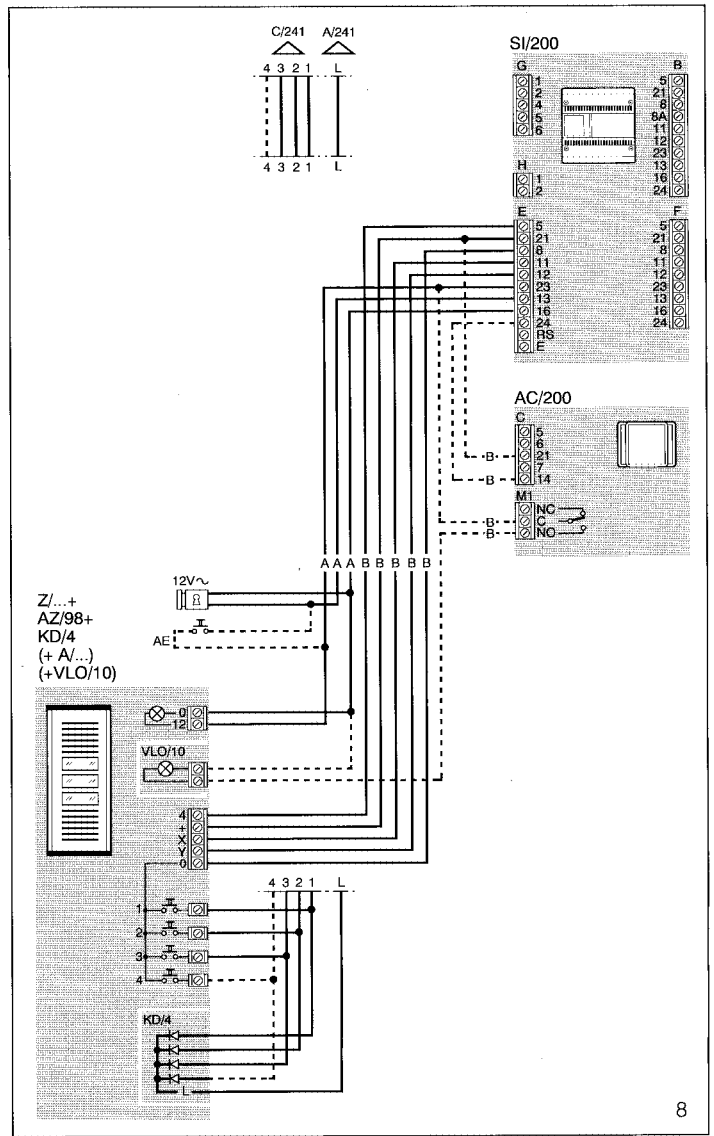 C/241 A/241
4 3 2 1 L
4 3 2 1 L
SI/200
G
1
2
4
5
6
H
1
2
B
5
21
8
8A
11
12
23
13
16
24
E
5
21
8
11
12
23
13
16
24
RS
E
F
5
21
8
11
12
23
13
16
24
AC/200
C
5
6
21
7
14
B
B
M1
NC
C
NO
B
B
A A A B B B B B
12V~
AE
Z/...+
AZ/98+
KD/4
(+ A/...)
(+VLO/10)
0
12
VLO/10
4
+
X
Y
0
4 3 2 1 L
1
2
3
4
KD/4
L
8